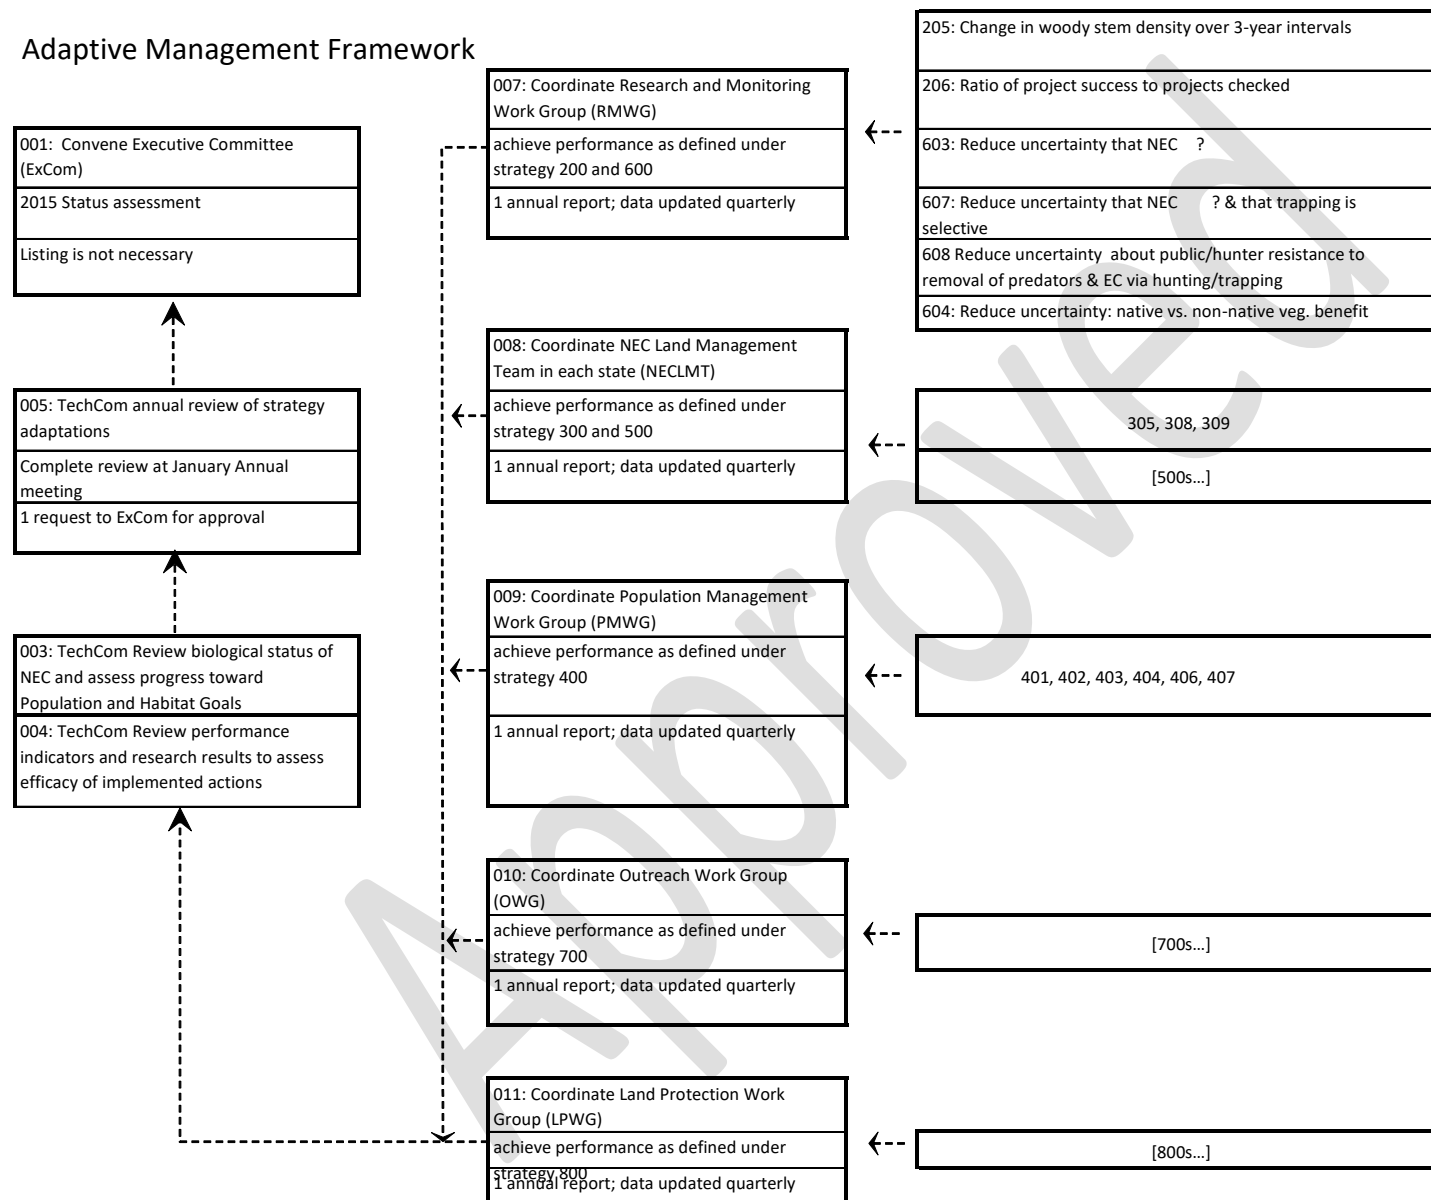 Adaptive Management Framework
001:  Convene Executive Committee
(ExCom)
2015 Status assessment
Listing is not necessary
005: TechCom annual review of strategy
adaptations
Complete review at January Annual
meeting
1 request to ExCom for approval
003: TechCom Review biological status of
NEC and assess progress toward
Population and Habitat Goals
004: TechCom Review performance
indicators and research results to assess
efficacy of implemented actions
007: Coordinate Research and Monitoring
Work Group (RMWG)
achieve performance as defined under
strategy 200 and 600
1 annual report; data updated quarterly
008: Coordinate NEC Land Management
Team in each state (NECLMT)
achieve performance as defined under
strategy 300 and 500
1 annual report; data updated quarterly
009: Coordinate Population Management
Work Group (PMWG)
achieve performance as defined under
strategy 400
1 annual report; data updated quarterly
010: Coordinate Outreach Work Group
(OWG)
achieve performance as defined under
strategy 700
1 annual report; data updated quarterly
011: Coordinate Land Protection Work
Group (LPWG)
achieve performance as defined under
strategy 800
1 annual report; data updated quarterly
205: Change in woody stem density over 3-year intervals
206: Ratio of project success to projects checked
603: Reduce uncertainty that NEC    ?
607: Reduce uncertainty that NEC        ? & that trapping is
selective
608 Reduce uncertainty  about public/hunter resistance to
removal of predators & EC via hunting/trapping
604: Reduce uncertainty: native vs. non-native veg. benefit
305, 308, 309
[500s...]
401, 402, 403, 404, 406, 407
[700s...]
[800s...]
Approved